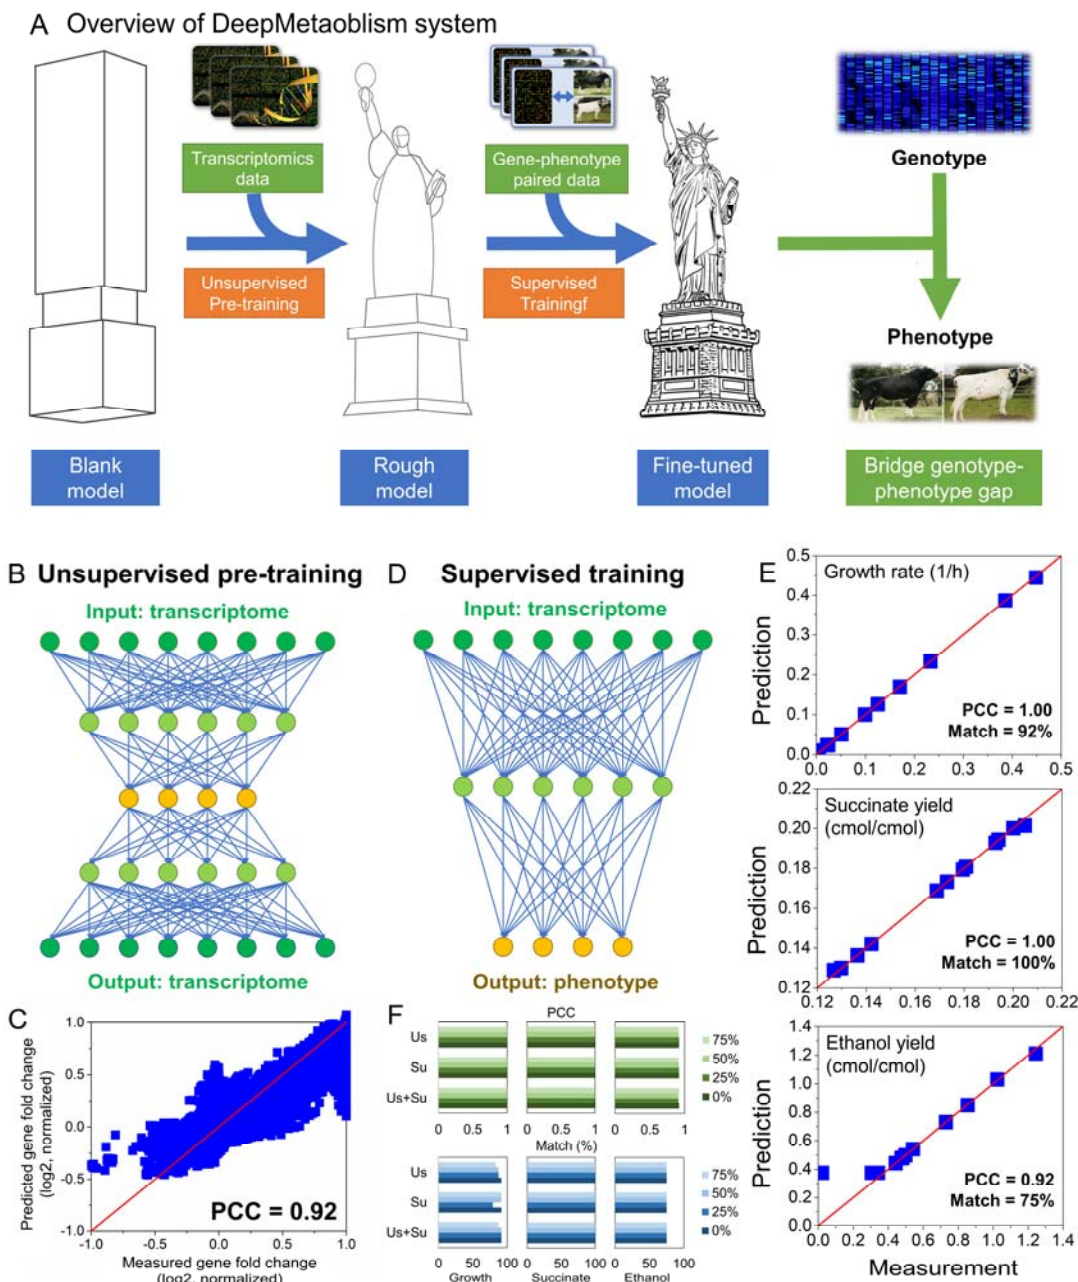 A Overview of DeepMetaoblism system
Transcriptomics
data
Unsupervised
Pre-training
Gene-phenotype
paired data
Supervised
Trainingf
Genotype
Phenotype
Blank
model
Rough
model
Fine-tuned
model
Bridge genotype-
phenotype gap
B Unsupervised pre-training
Input: transcriptome
Output: transcriptome
D Supervised training
Input: transcriptome
Output: phenotype
E
0.5
0.4
0.3
0.2
0.1
0.0
Prediction
Growth rate (1/h)
PCC = 1.00
Match = 92%
0.0 0.1 0.2 0.3 0.4 0.5
0.22
0.20
0.18
0.16
0.14
0.12
Prediction
Succinate yield
(cmol/cmol)
PCC = 1.00
Match = 100%
0.12 0.14 0.16 0.18 0.20 0.22
1.4
1.2
1.0
0.8
0.6
0.4
0.2
0.0
Prediction
Ethanol yield
(cmol/cmol)
PCC = 0.92
Match = 75%
0.0 0.2 0.4 0.6 0.8 1.0 1.2 1.4
Measurement
C
1.0
0.5
0.0
-0.5
-1.0
Predicted gene fold change
(log2, normalized)
PCC = 0.92
-1.0 -0.5 0.0 0.5 1.0
Measured gene fold change
(log2, normalized)
F
PCC
Us
Su
Us+Su
75%
50%
25%
0%
0 1 0 1 0 1
Match (%)
Us
Su
Us+Su
75%
50%
25%
0%
0 50 100 0 50 100 0 50 100
Growth Succinate Ethanol